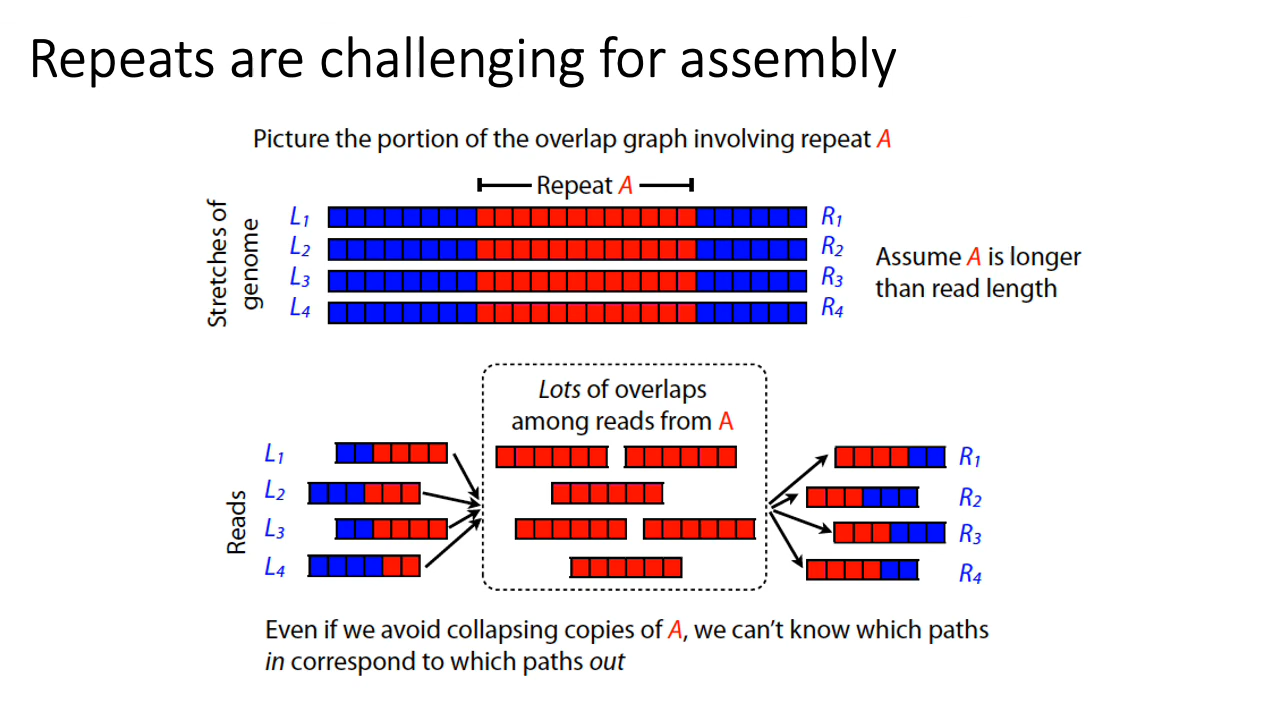 Repeats are challenging for assembly
Picture the portion of the overlap graph involving repeat A
Repeat A
Stretches of
genome
L1
L2
L3
L4
R1
R2
R3
R4
Assume A is longer
than read length
Lots of overlaps
among reads from A
Reads
L1
L2
L3
L4
R1
R2
R3
R4
Even if we avoid collapsing copies of A, we can’t know which paths
in correspond to which paths out